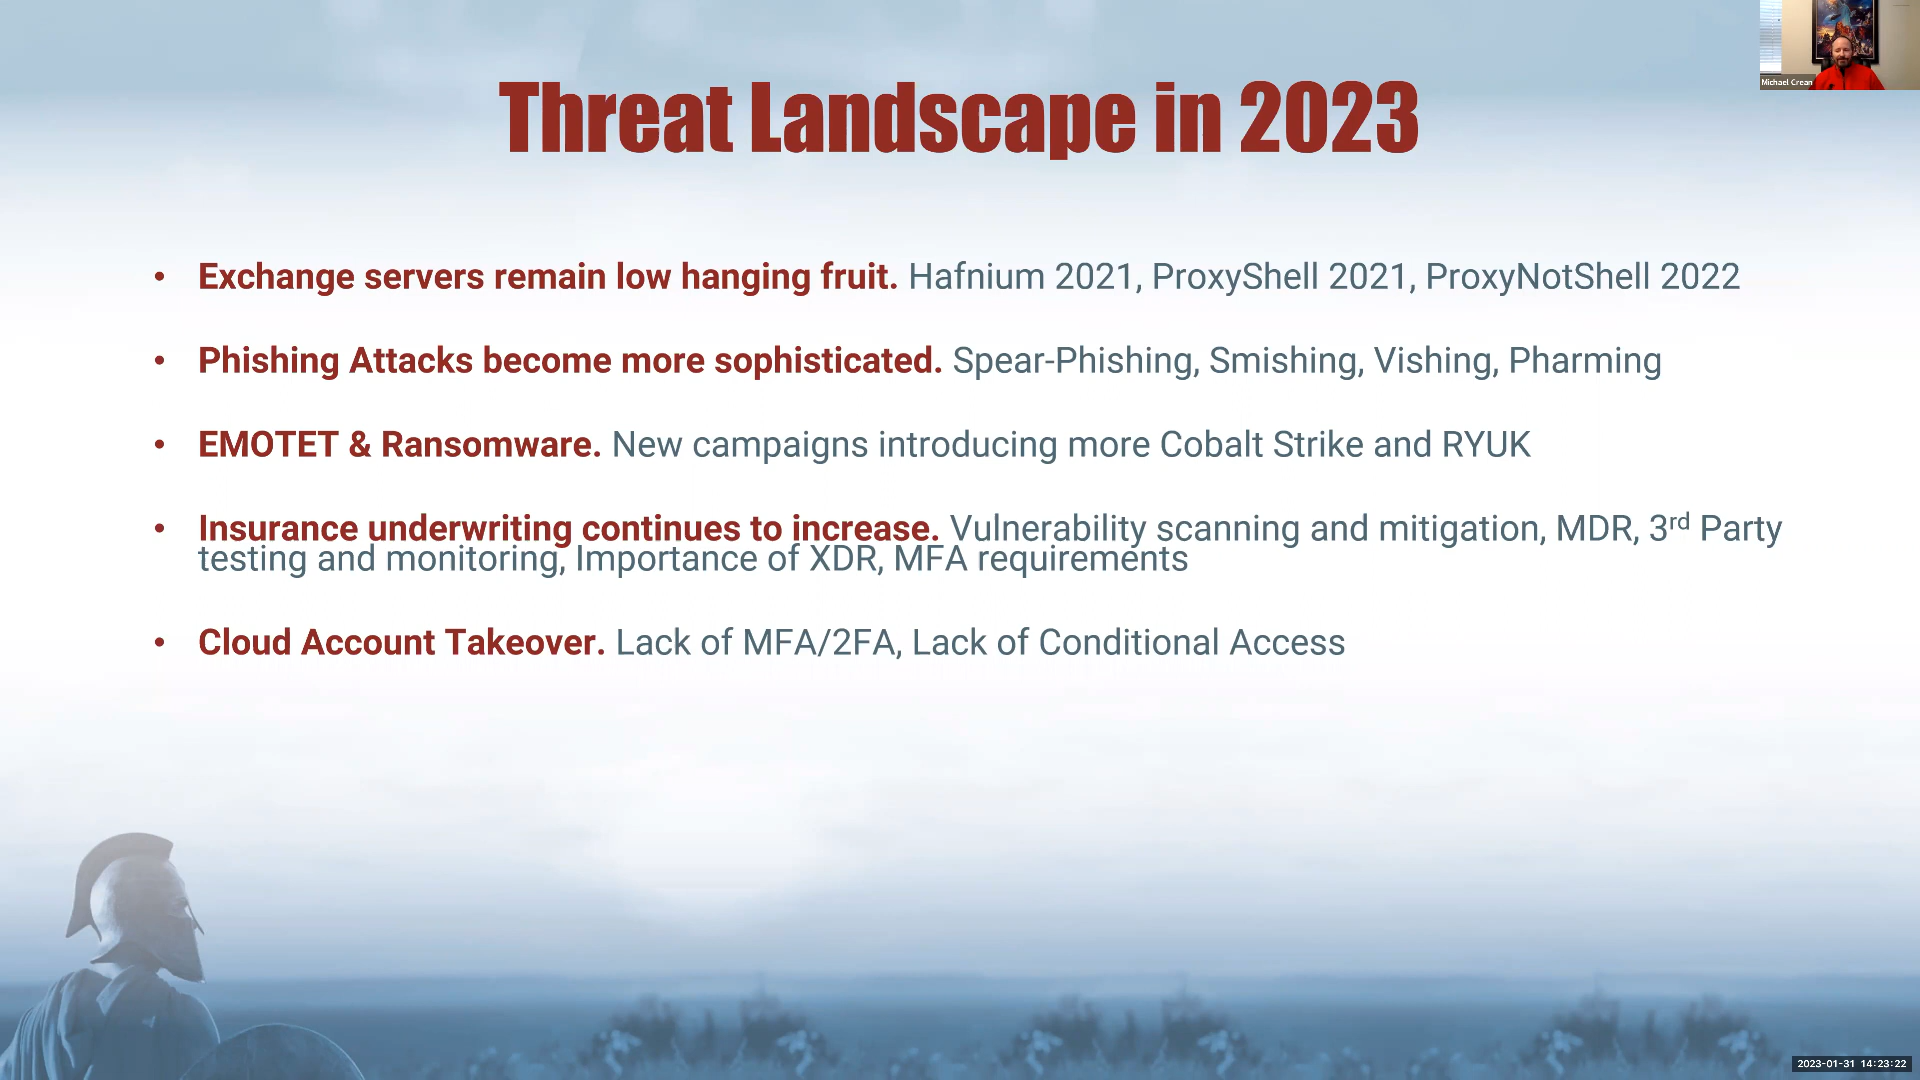 Threat Landscape in 2023
Michael Crean
• Exchange servers remain low hanging fruit. Hafnium 2021, ProxyShell 2021, ProxyNotShell 2022
• Phishing Attacks become more sophisticated. Spear-Phishing, Smishing, Vishing, Pharming
• EMOTET & Ransomware. New campaigns introducing more Cobalt Strike and RYUK
• Insurance underwriting continues to increase. Vulnerability scanning and mitigation, MDR, 3rd Party
testing and monitoring, Importance of XDR, MFA requirements
• Cloud Account Takeover. Lack of MFA/2FA, Lack of Conditional Access
2023-01-31 14:23:22